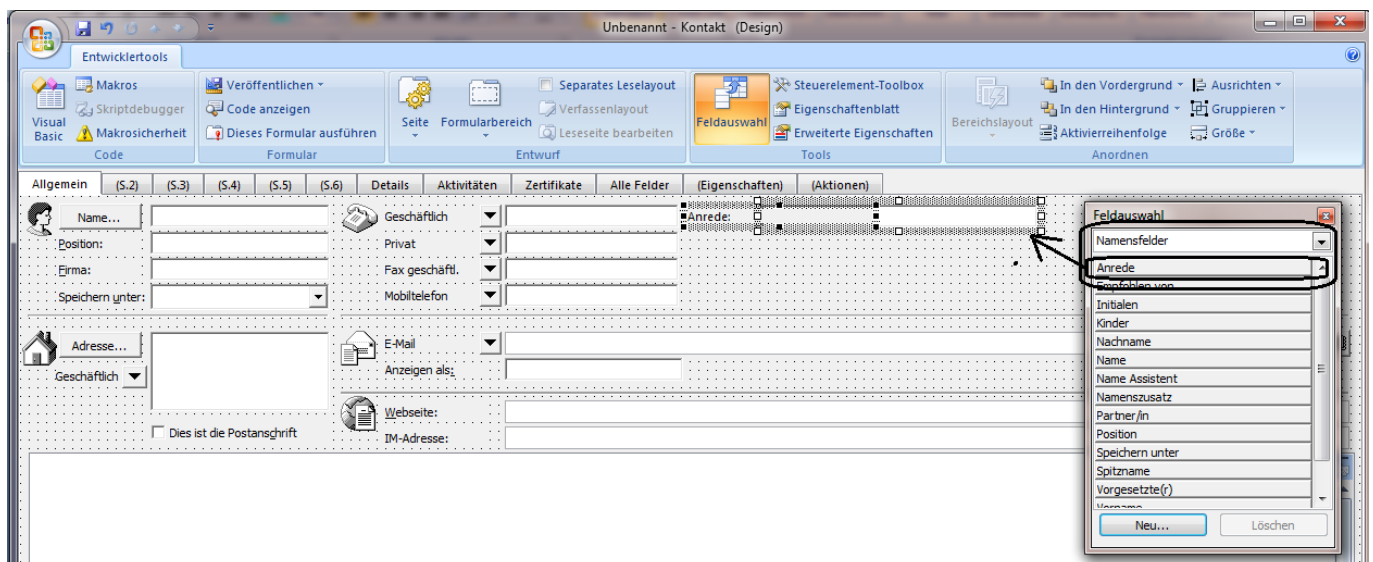 Unbenannt - Kontakt (Design)
Entwicklertools
Visual Basic
Makros
Skriptdebugger
Makrosicherheit
Code
Veröffentlichen
Code anzeigen
Dieses Formular ausführen
Formular
Seite
Formularbereich
Separates Leselayout
Verfassenlayout
Leseseite bearbeiten
Entwurf
Feldauswahl
Steuerelement-Toolbox
Eigenschaftenblatt
Erweiterte Eigenschaften
Tools
Bereichslayout
In den Vordergrund
In den Hintergrund
Aktivierreihenfolge
Ausrichten
Gruppieren
Größe
Anordnen
Allgemein (S.2) (S.3) (S.4) (S.5) (S.6) Details Aktivitäten Zertifikate Alle Felder (Eigenschaften) (Aktionen)
Name...
Position:
Firma:
Speichern unter:
Geschäftlich
Privat
Fax geschäftl.
Mobiltelefon
Anrede:
Adresse...
Geschäftlich
Dies ist die Postanschrift
E-Mail
Anzeigen als:
Webseite:
IM-Adresse:
Feldauswahl
Namensfelder
Anrede
Empfohlen von
Initialen
Kinder
Nachname
Name
Name Assistent
Namenszusatz
Partner/in
Position
Speichern unter
Spitzname
Vorgesetzte(r)
Vorname
Neu...
Löschen